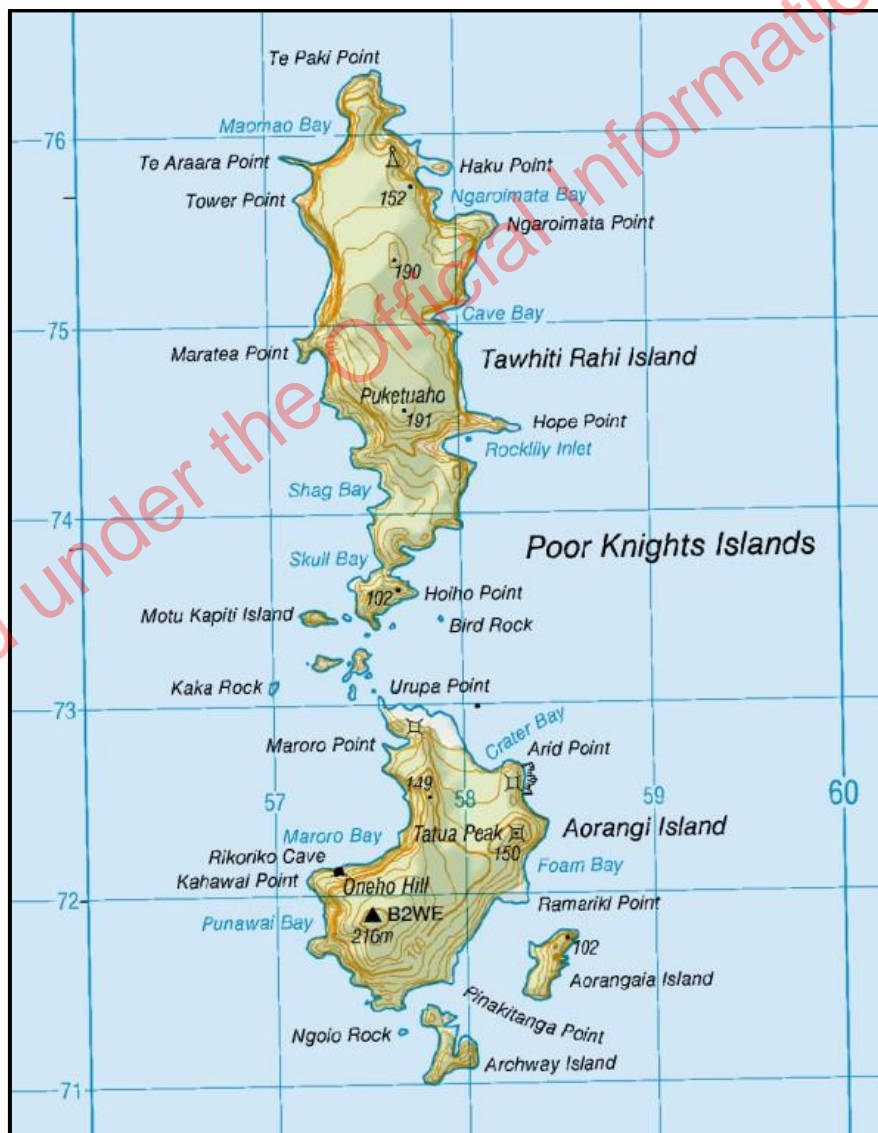 Te Paki Point
Maomao Bay
76
Te Araara Point
Haku Point
Tower Point
152
Ngaroimata Bay
Ngaroimata Point
190
Cave Bay
75
Maratea Point
Tawhiti Rahi Island
Puketuaho
191
Hope Point
Rocklily Inlet
Shag Bay
74
Poor Knights Islands
Skull Bay
102
Hoiho Point
Motu Kapiti Island
Bird Rock
Kaka Rock
Urupa Point
73
Crater Bay
Maroro Point
Arid Point
149
57
58
59
60
Maroro Bay
Tatua Peak
Aorangi Island
150
Rikoriko Cave
Foam Bay
Kahawai Point
Oneho Hill
72
Ramariki Point
B2WE
Punawai Bay
216m
100
102
Aorangaia Island
Pinakitanga Point
Ngoio Rock
Archway Island
71
under the Official Information